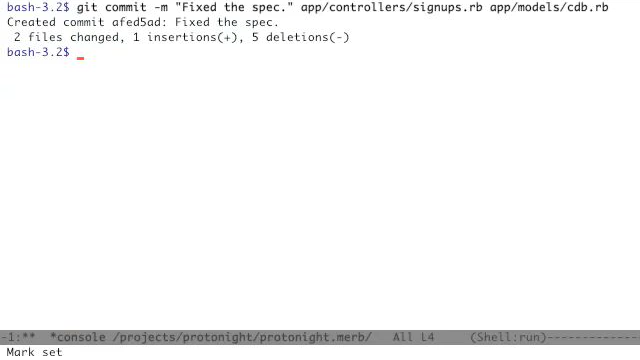 bash-3.2$ git commit -m "Fixed the spec." app/controllers/signups.rb app/models/cdb.rb
Created commit afed5ad: Fixed the spec.
 2 files changed, 1 insertions(+), 5 deletions(-)
bash-3.2$
-1:**  *console /projects/protonight/protonight.merb/   All L4     (Shell:run)-------------
Mark set